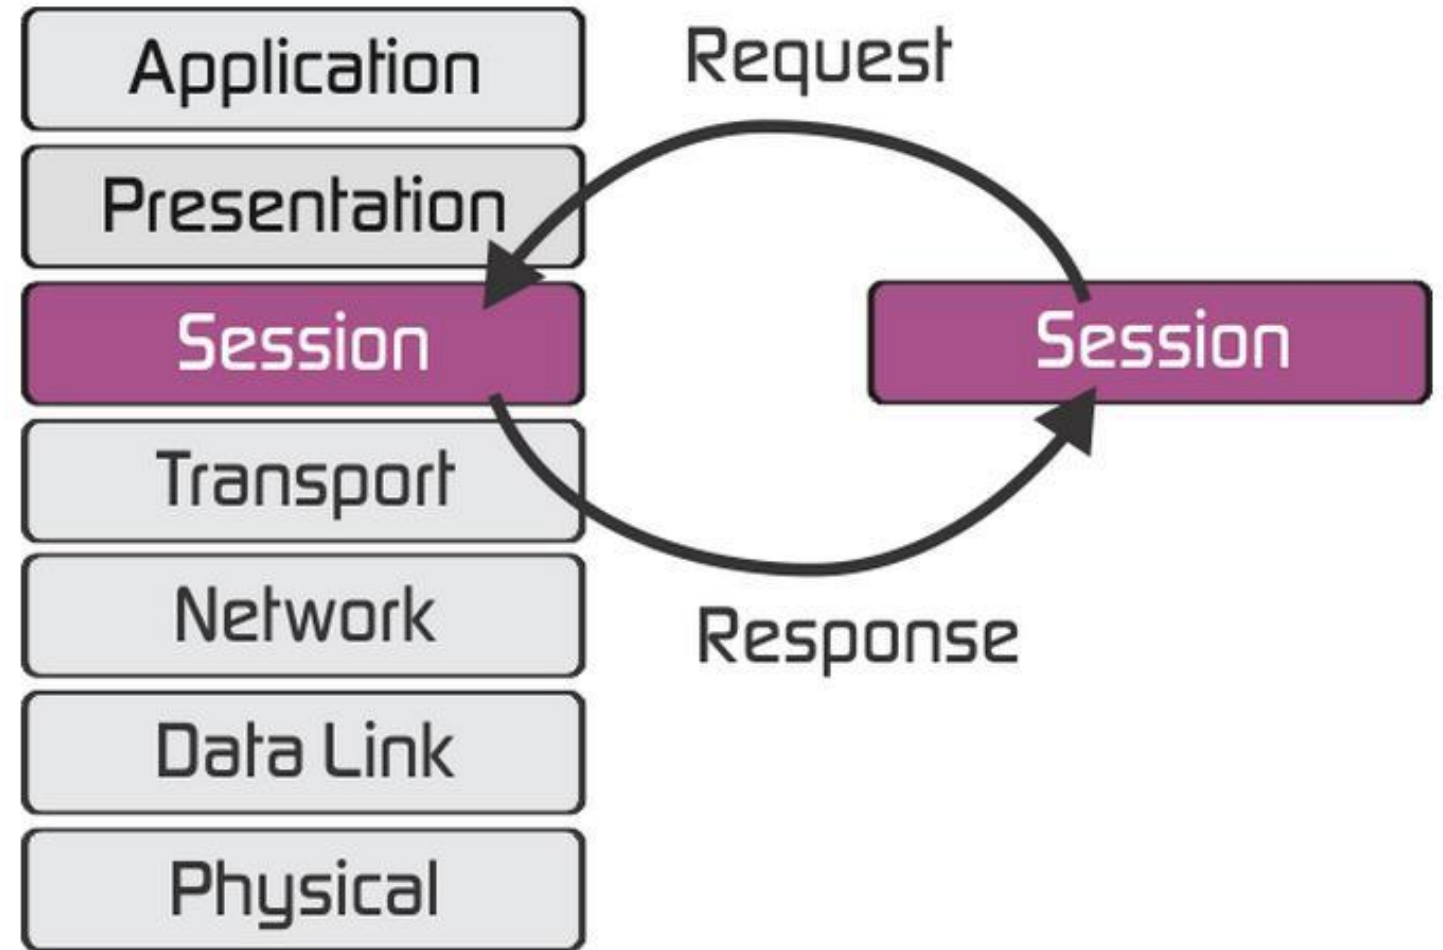 Application
Presentation
Session
Transport
Network
Data Link
Physical
Request
Session
Response